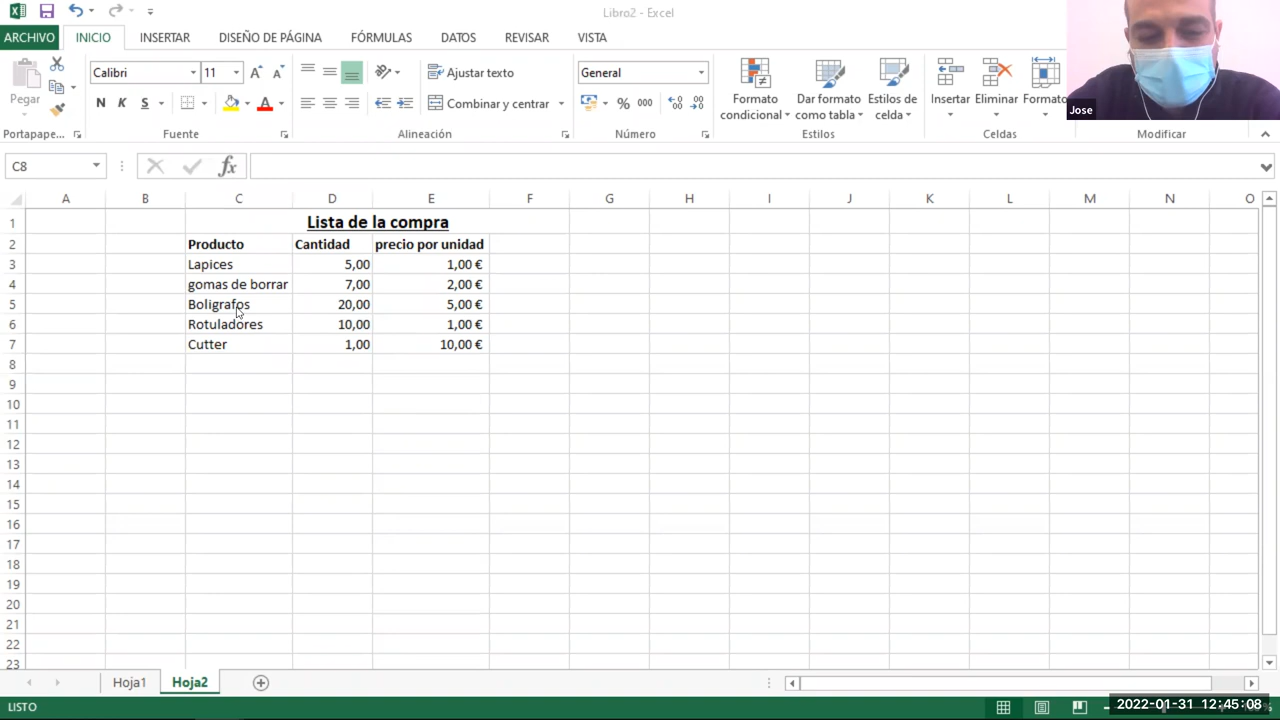 Libro2 - Excel
ARCHIVO INICIO INSERTAR DISEÑO DE PÁGINA FÓRMULAS DATOS REVISAR VISTA
Pegar
Calibri 11
Ajustar texto
General
N K S
Combinar y centrar
% 000
Formato condicional
Dar formato como tabla
Estilos de celda
Insertar Eliminar Formato
Portapape... Fuente Alineación Número Estilos Celdas Modificar
Jose
C8
fx
A B C D E F G H I J K L M N O
1 Lista de la compra
2 Producto Cantidad precio por unidad
3 Lapices 5,00 1,00 €
4 gomas de borrar 7,00 2,00 €
5 Boligrafos 20,00 5,00 €
6 Rotuladores 10,00 1,00 €
7 Cutter 1,00 10,00 €
8
9
10
11
12
13
14
15
16
17
18
19
20
21
22
23
Hoja1 Hoja2
LISTO
2022-01-31 12:45:08